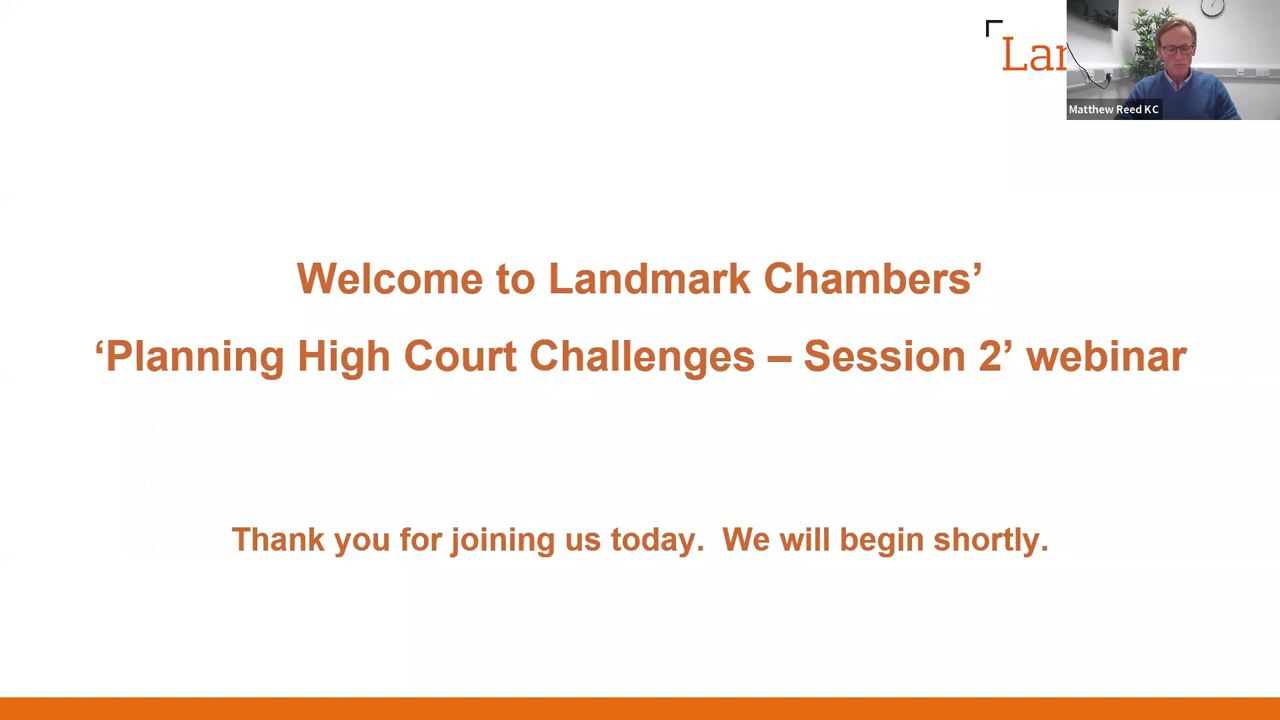 Matthew Reed KC
Welcome to Landmark Chambers’
‘Planning High Court Challenges – Session 2’ webinar
Thank you for joining us today.  We will begin shortly.